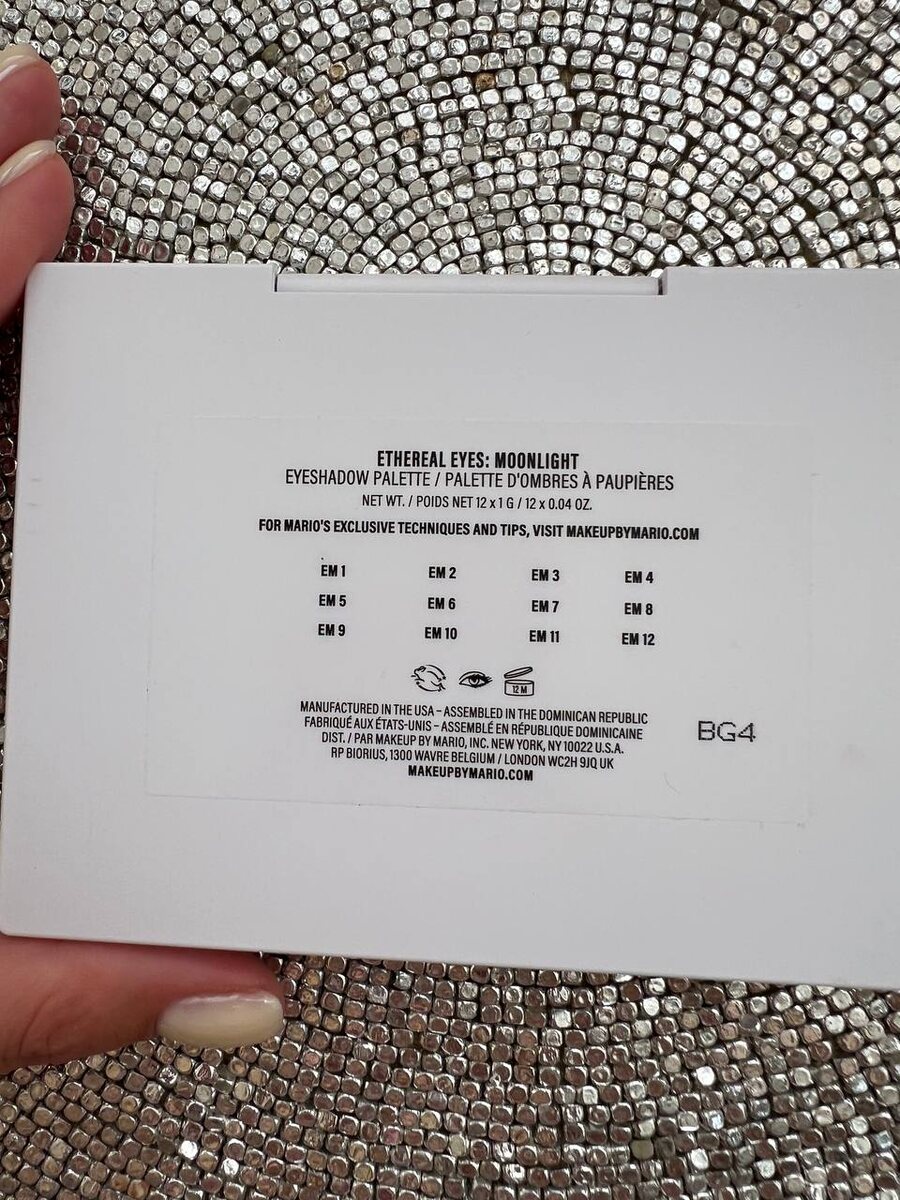 ETHEREAL EYES: MOONLIGHT
EYESHADOW PALETTE / PALETTE D'OMBRES À PAUPIÈRES
NET WT. / POIDS NET 12 x 1 G / 12 x 0.04 OZ.
FOR MARIO'S EXCLUSIVE TECHNIQUES AND TIPS, VISIT MAKEUPBYMARIO.COM
EM 1 EM 2 EM 3 EM 4
EM 5 EM 6 EM 7 EM 8
EM 9 EM 10 EM 11 EM 12
12 M
MANUFACTURED IN THE USA – ASSEMBLED IN THE DOMINICAN REPUBLIC
FABRIQUÉ AUX ÉTATS-UNIS – ASSEMBLÉ EN RÉPUBLIQUE DOMINICAINE
DIST. / PAR MAKEUP BY MARIO, INC. NEW YORK, NY 10022 U.S.A.
RP BIORIUS, 1300 WAVRE BELGIUM / LONDON WC2H 9JQ UK
MAKEUPBYMARIO.COM
BG4